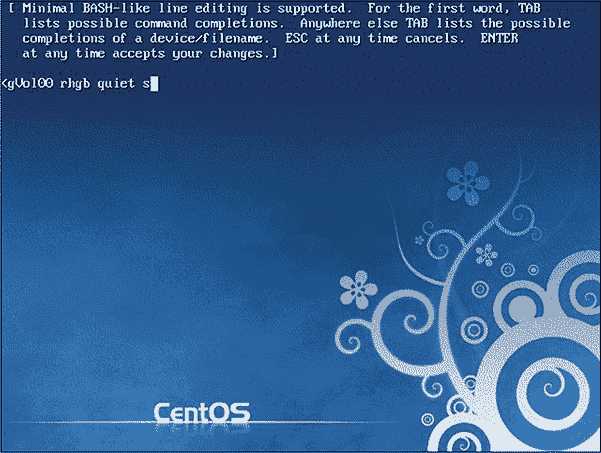 [ Minimal BASH-like line editing is supported.  For the first word, TAB
lists possible command completions.  Anywhere else TAB lists the possible
completions of a device/filename.  ESC at any time cancels.  ENTER
at any time accepts your changes.]
<gVol00 rhgb quiet s
CentOS